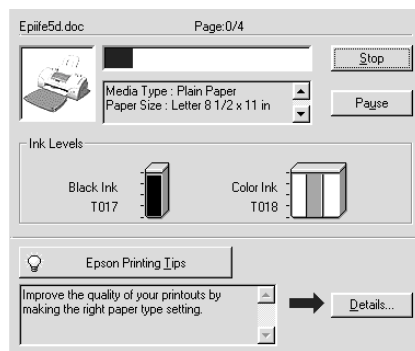 Epiife5d.doc Page:0/4
Stop
Media Type : Plain Paper
Paper Size : Letter 8 1/2 x 11 in
Pause
Ink Levels
Black Ink
T017
Color Ink
T018
Epson Printing Tips
Improve the quality of your printouts by
making the right paper type setting.
Details...